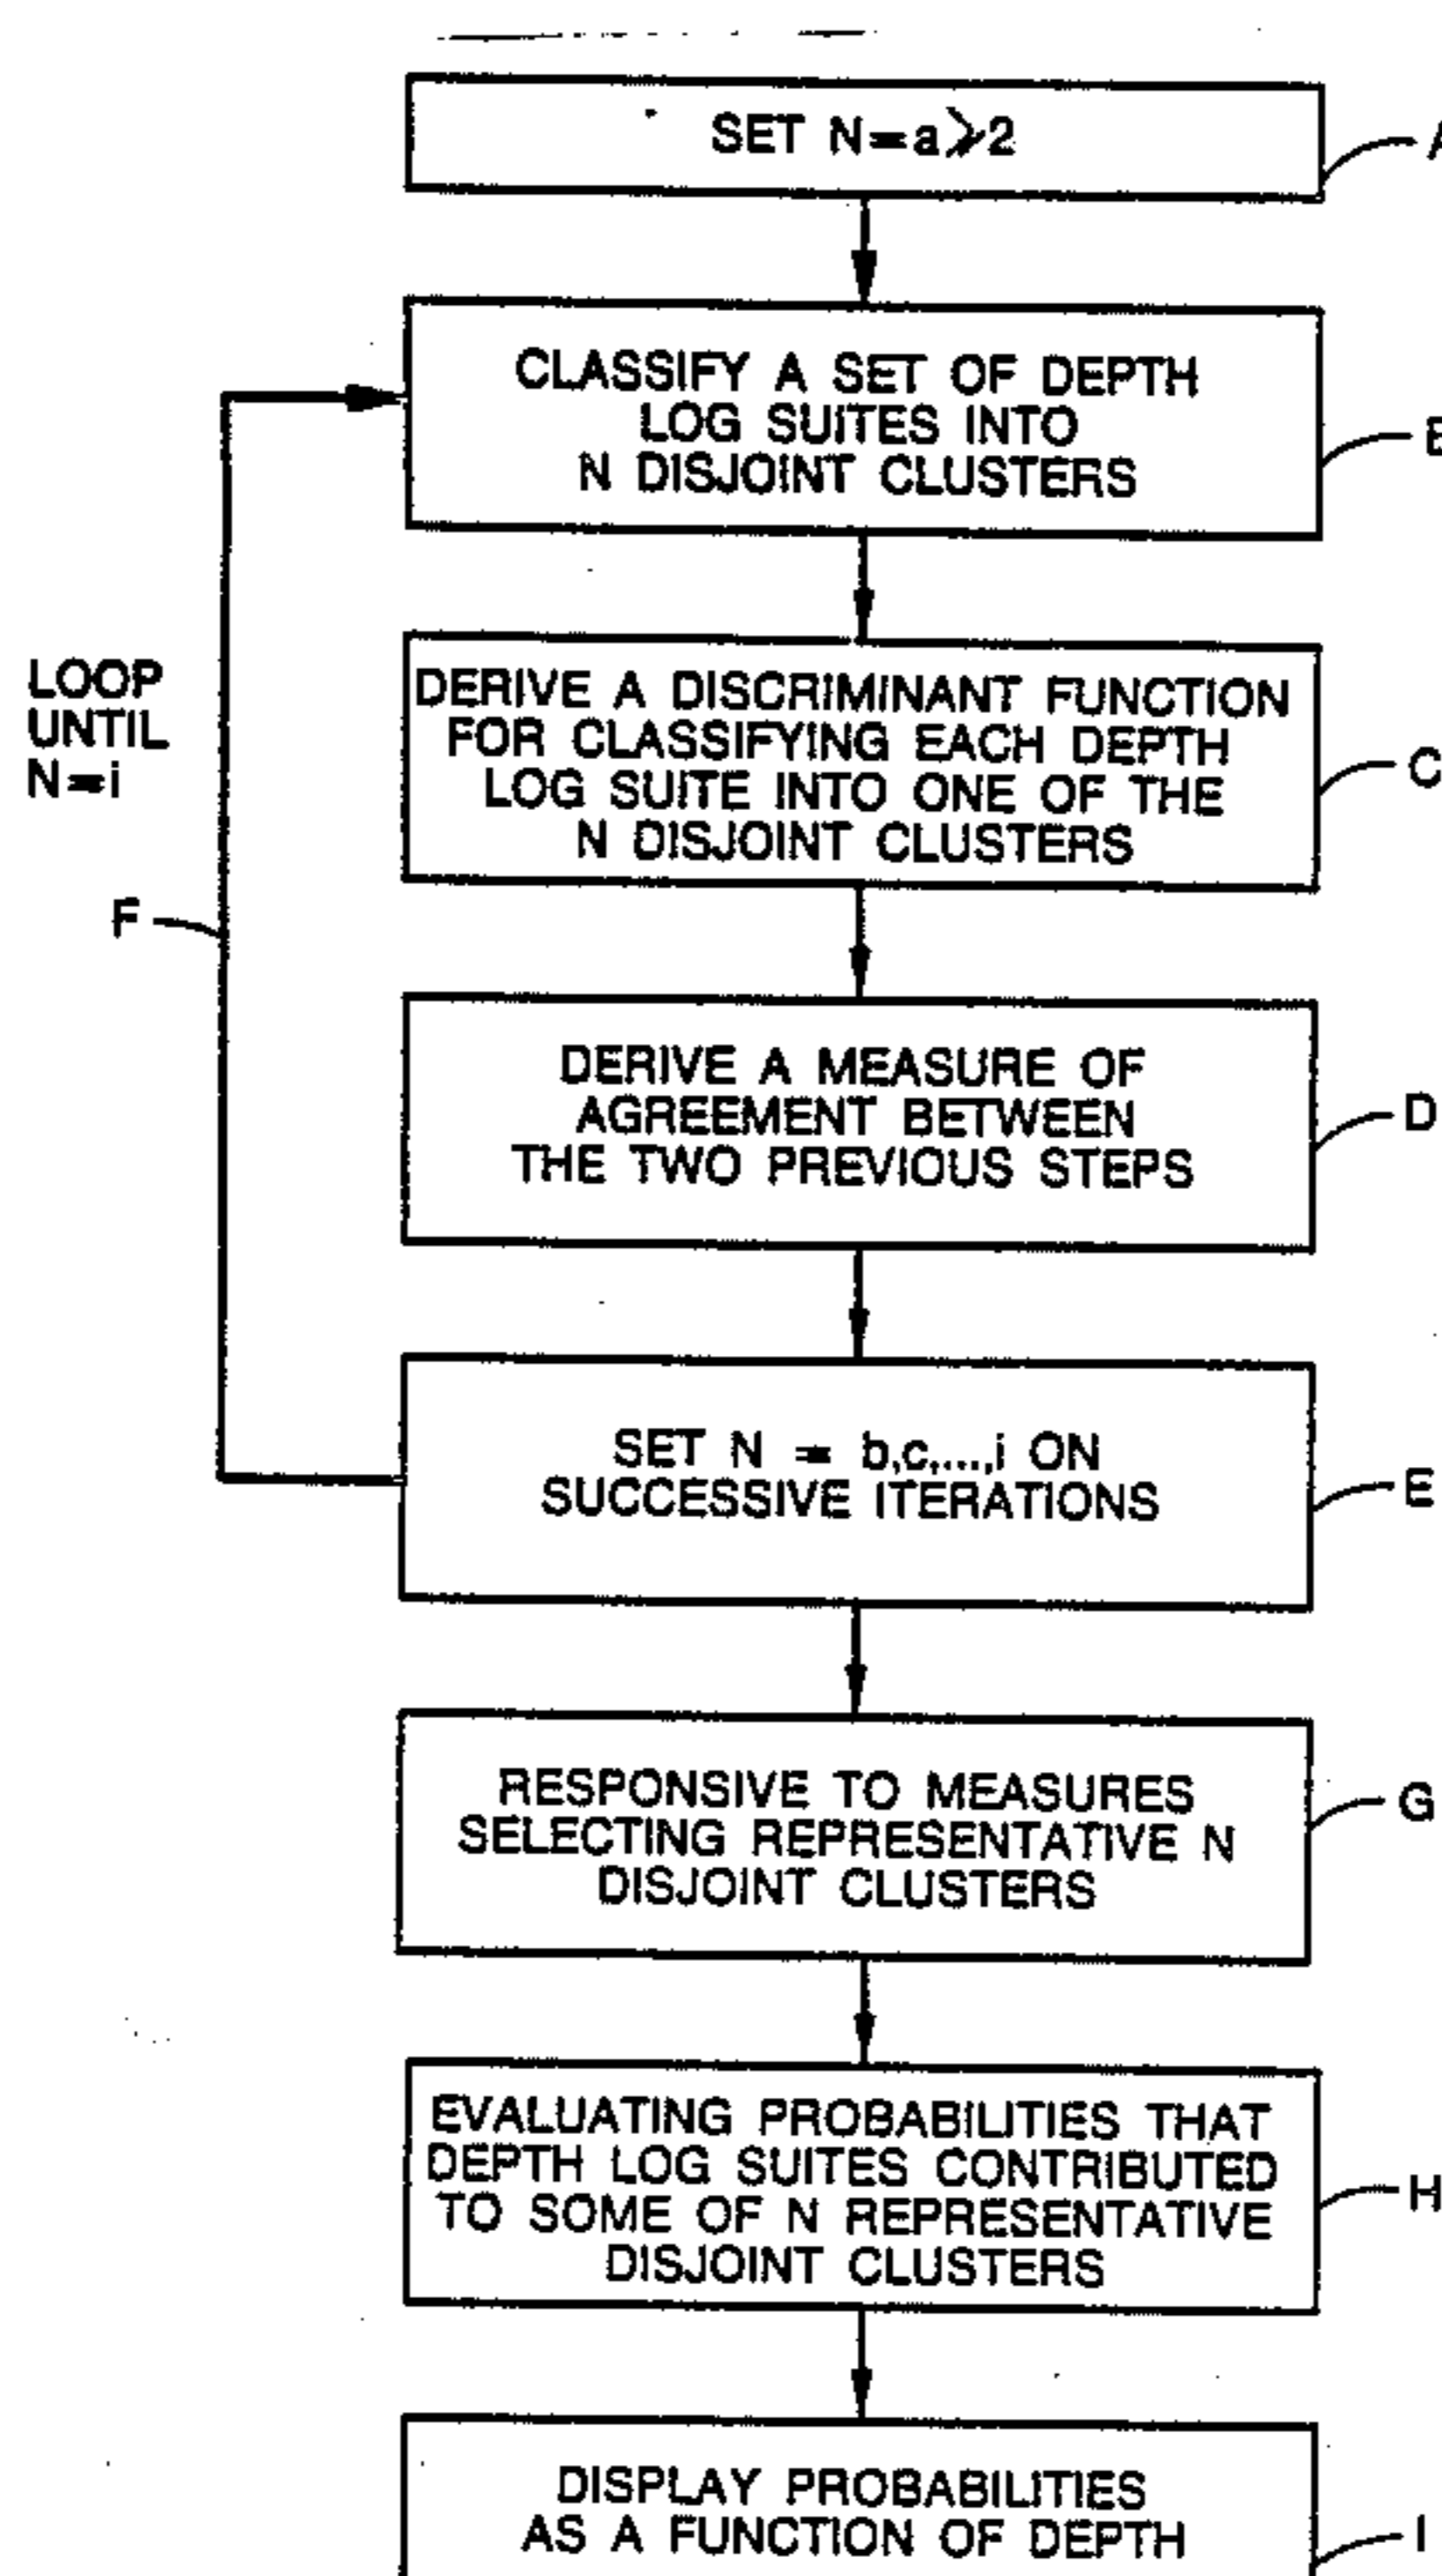 SET N=a⩾2
A
CLASSIFY A SET OF DEPTH
LOG SUITES INTO
N DISJOINT CLUSTERS
B
DERIVE A DISCRIMINANT FUNCTION
FOR CLASSIFYING EACH DEPTH
LOG SUITE INTO ONE OF THE
N DISJOINT CLUSTERS
C
LOOP
UNTIL
N=i
F
DERIVE A MEASURE OF
AGREEMENT BETWEEN
THE TWO PREVIOUS STEPS
D
SET N = b,c,...,i ON
SUCCESSIVE ITERATIONS
E
RESPONSIVE TO MEASURES
SELECTING REPRESENTATIVE N
DISJOINT CLUSTERS
G
EVALUATING PROBABILITIES THAT
DEPTH LOG SUITES CONTRIBUTED
TO SOME OF N REPRESENTATIVE
DISJOINT CLUSTERS
H
DISPLAY PROBABILITIES
AS A FUNCTION OF DEPTH
I